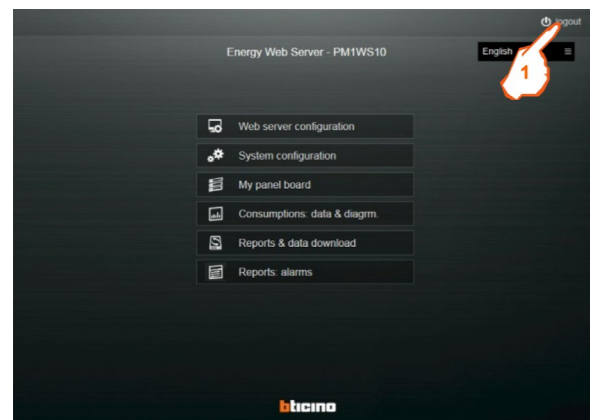 logout
Energy Web Server - PM1WS10
English
1
Web server configuration
System configuration
My panel board
Consumptions: data & diagrm.
Reports & data download
Reports: alarms
bticino